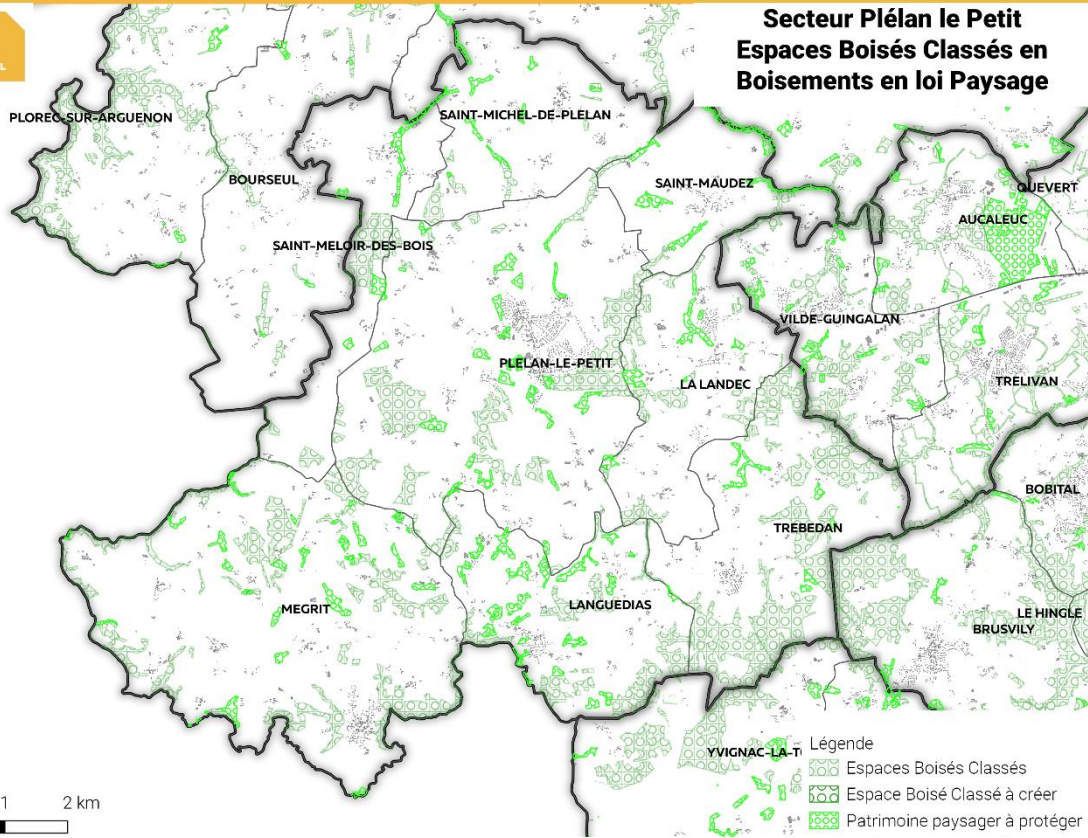 Secteur Plélan le Petit
Espaces Boisés Classés en
Boisements en loi Paysage
PLOREC-SUR-ARGUENON
SAINT-MICHEL-DE-PLELAN
BOURSEUL
SAINT-MAUDEZ
QUEVERT
AUCALEUC
SAINT-MELOIR-DES-BOIS
VILDE-GUINGALAN
PLELAN-LE-PETIT
LA LANDEC
TRELIVAN
BOBITAL
TREBEDAN
MEGRIT
LANGUEDIAS
LE HINGLE
BRUSVILY
YVIGNAC-LA-T
Légende
Espaces Boisés Classés
Espace Boisé Classé à créer
Patrimoine paysager à protéger
1 2 km